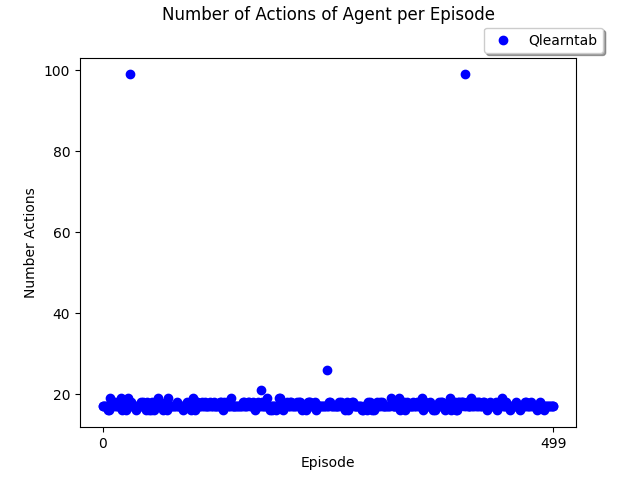 Number of Actions of Agent per Episode
Qlearntab
100
80
60
40
20
Number Actions
0
499
Episode